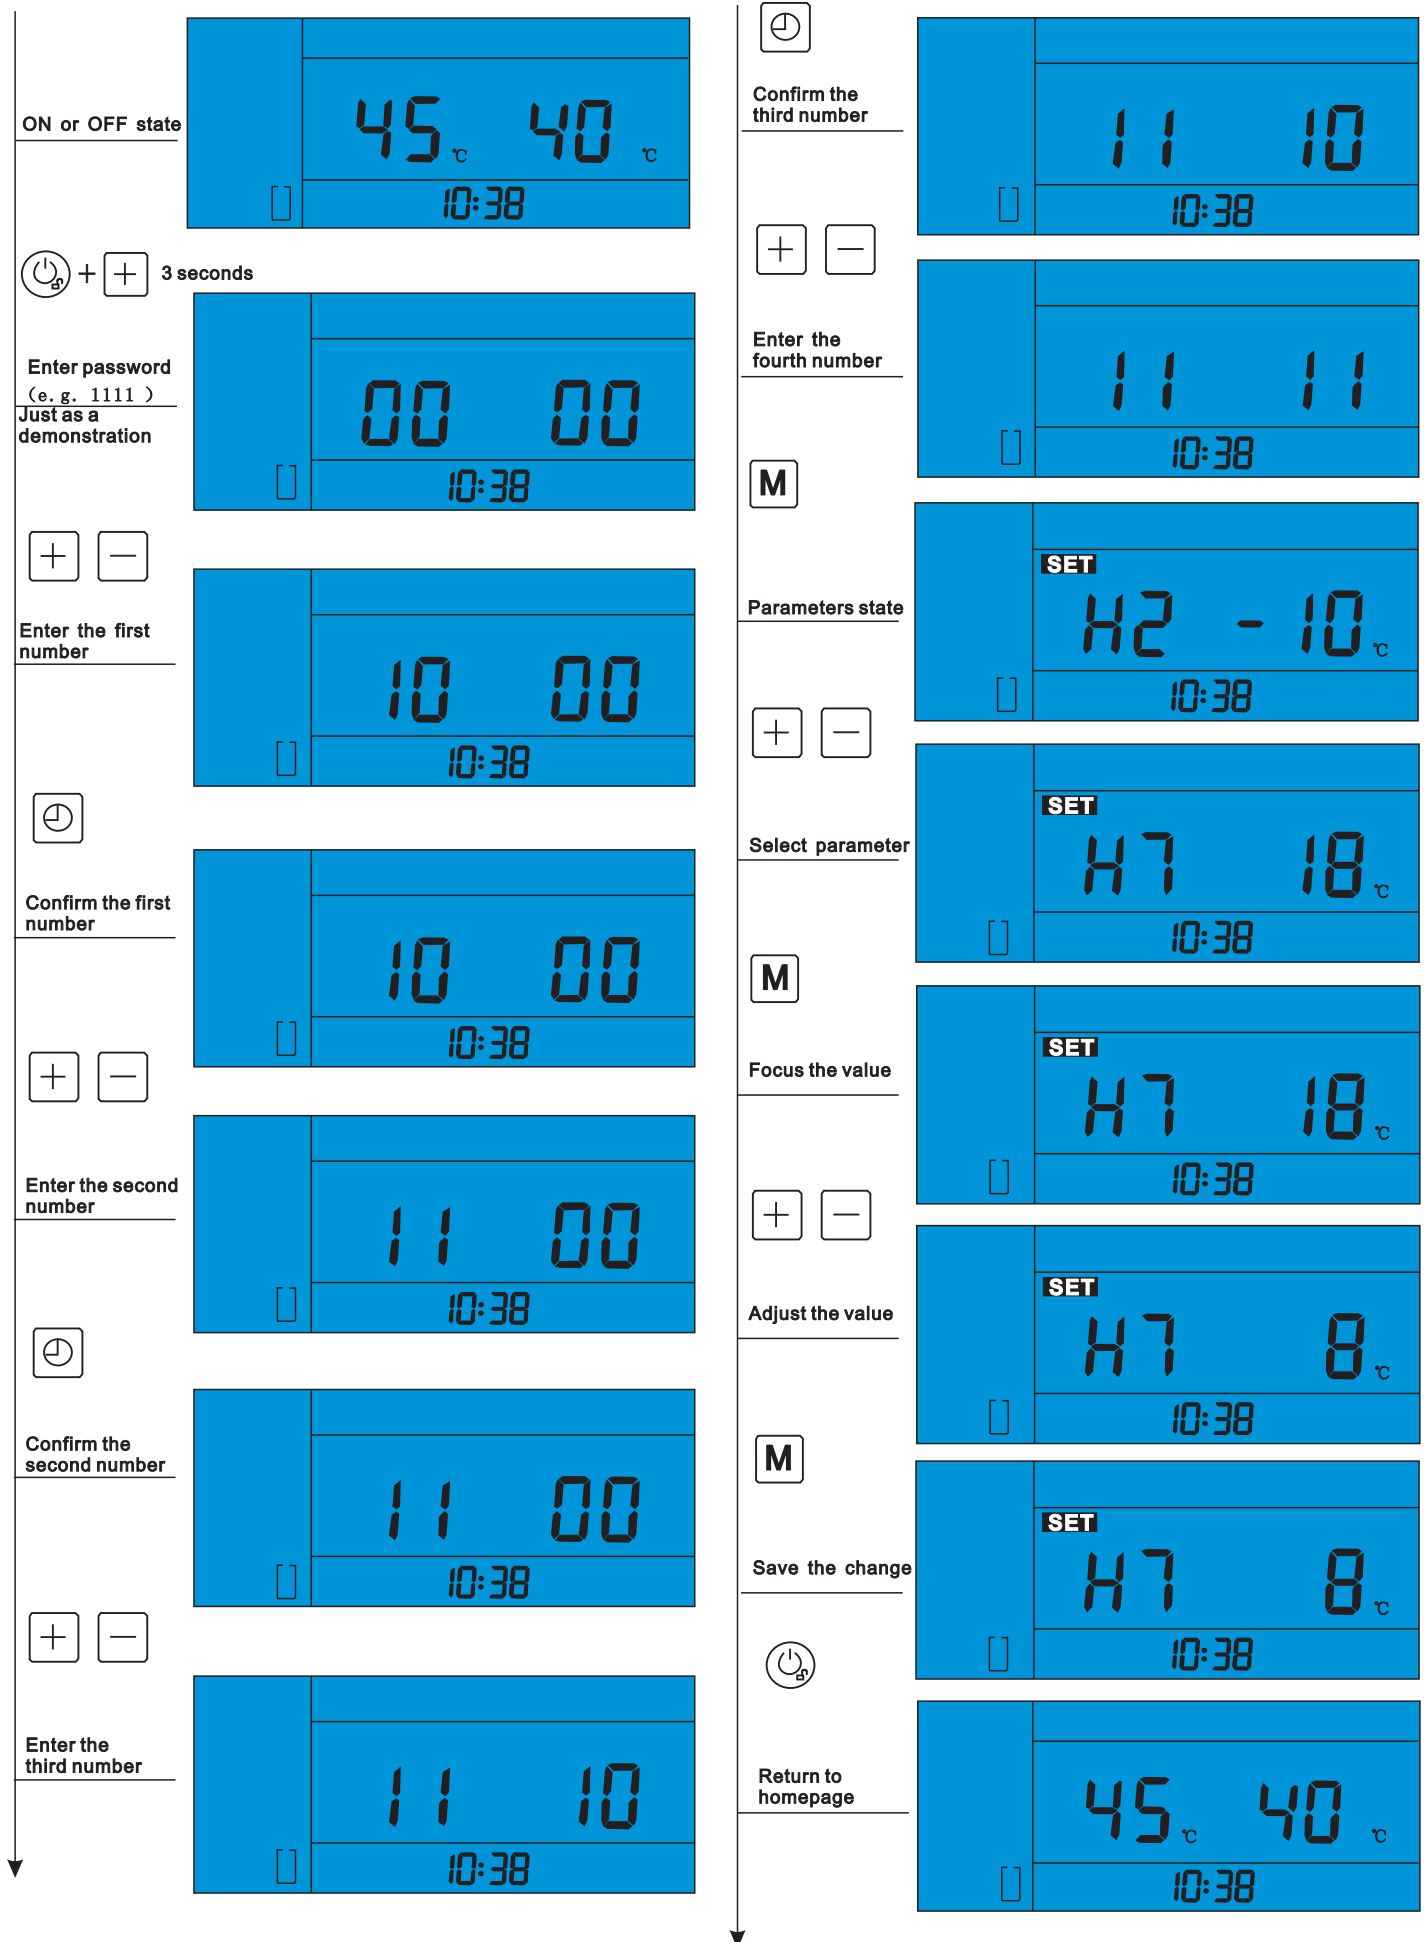 ON or OFF state
45 ℃ 40 ℃
10:38
+ + 3 seconds
Enter password
(e.g. 1111 )
Just as a
demonstration
00 00
10:38
+ −
Enter the first
number
10 00
10:38
Confirm the first
number
10 00
10:38
+ −
Enter the second
number
11 00
10:38
Confirm the
second number
11 00
10:38
+ −
Enter the
third number
11 10
10:38
Confirm the
third number
11 10
10:38
+ −
Enter the
fourth number
11 11
10:38
M
Parameters state
SET
H2 -10 ℃
10:38
+ −
Select parameter
SET
H7 18 ℃
10:38
M
Focus the value
SET
H7 18 ℃
10:38
+ −
Adjust the value
SET
H7 8 ℃
10:38
M
Save the change
SET
H7 8 ℃
10:38
Return to
homepage
45 ℃ 40 ℃
10:38